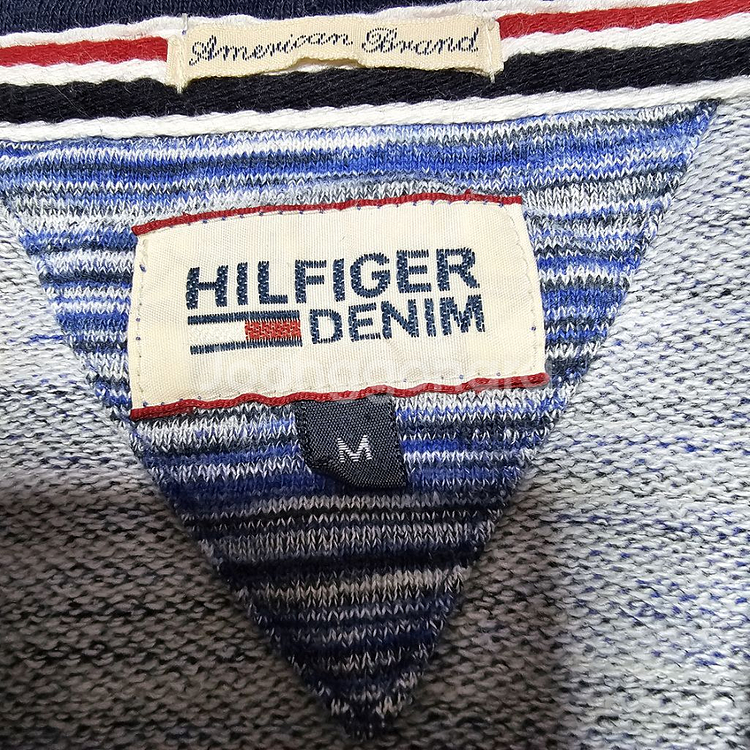 American Brand
HILFIGER
DENIM
M